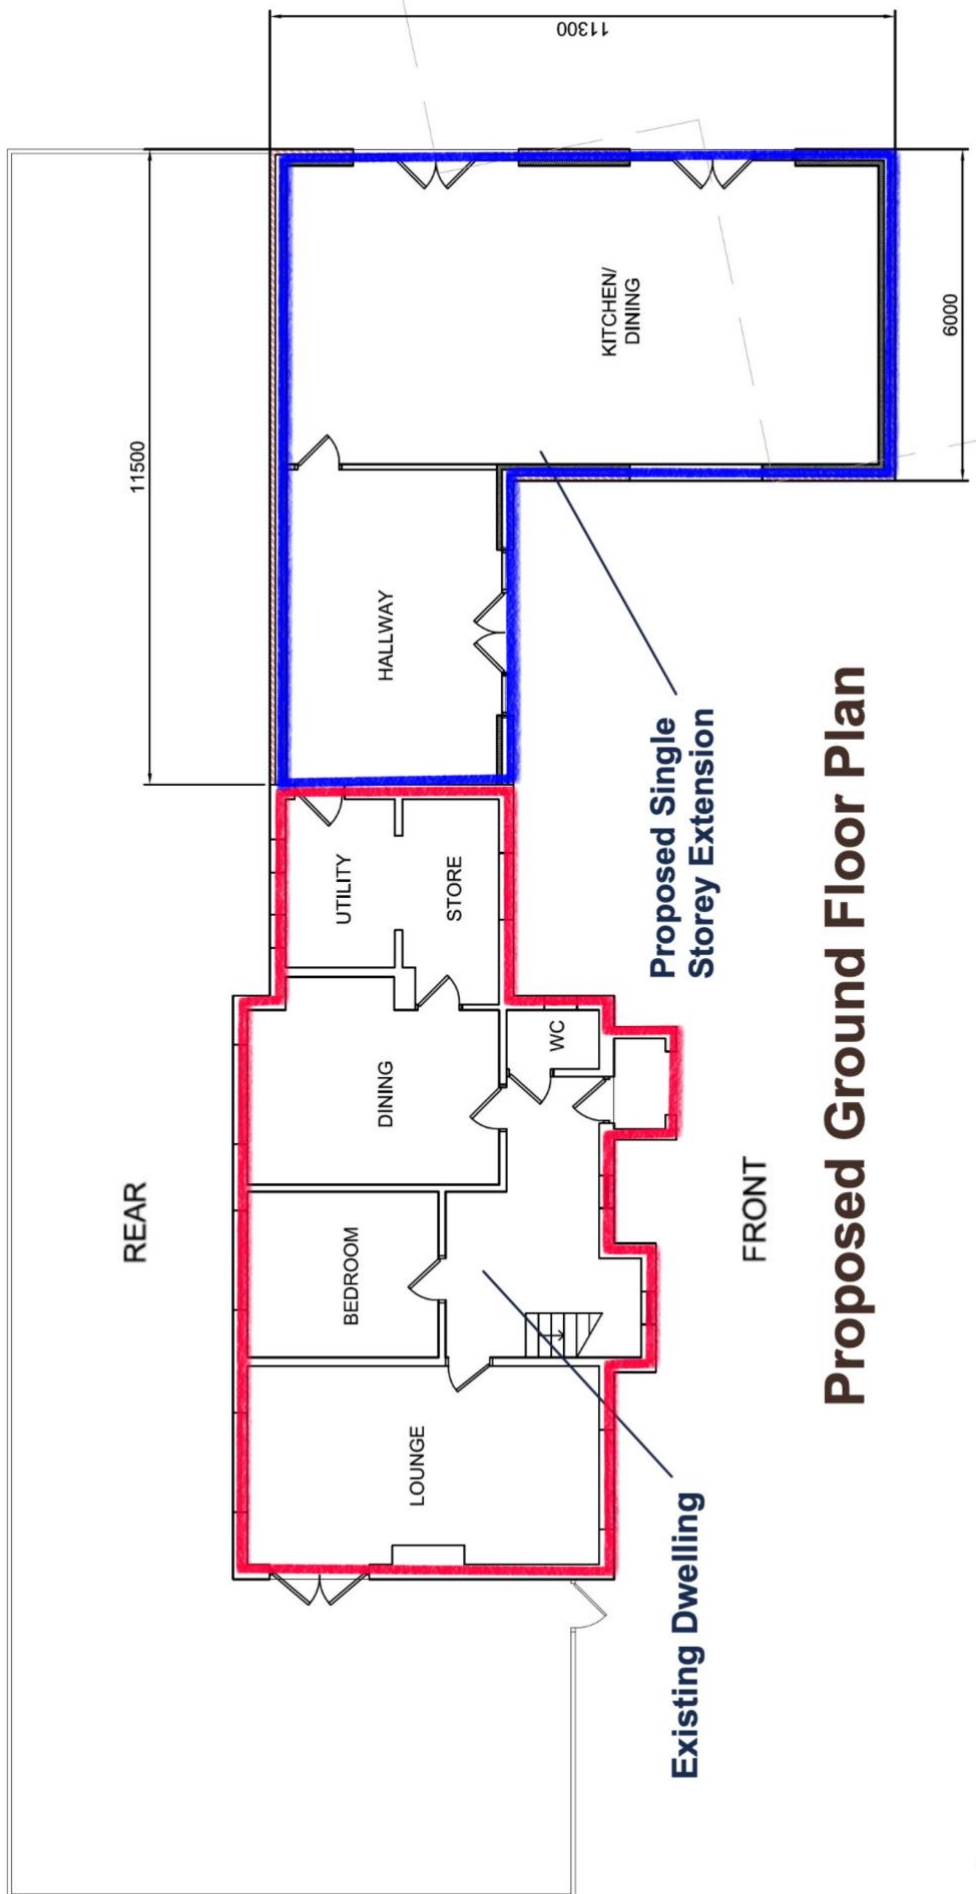 REAR
11500
11300
6000
LOUNGE
BEDROOM
DINING
UTILITY
STORE
WC
HALLWAY
KITCHEN/
DINING
Existing Dwelling
FRONT
Proposed Single
Storey Extension
Proposed Ground Floor Plan